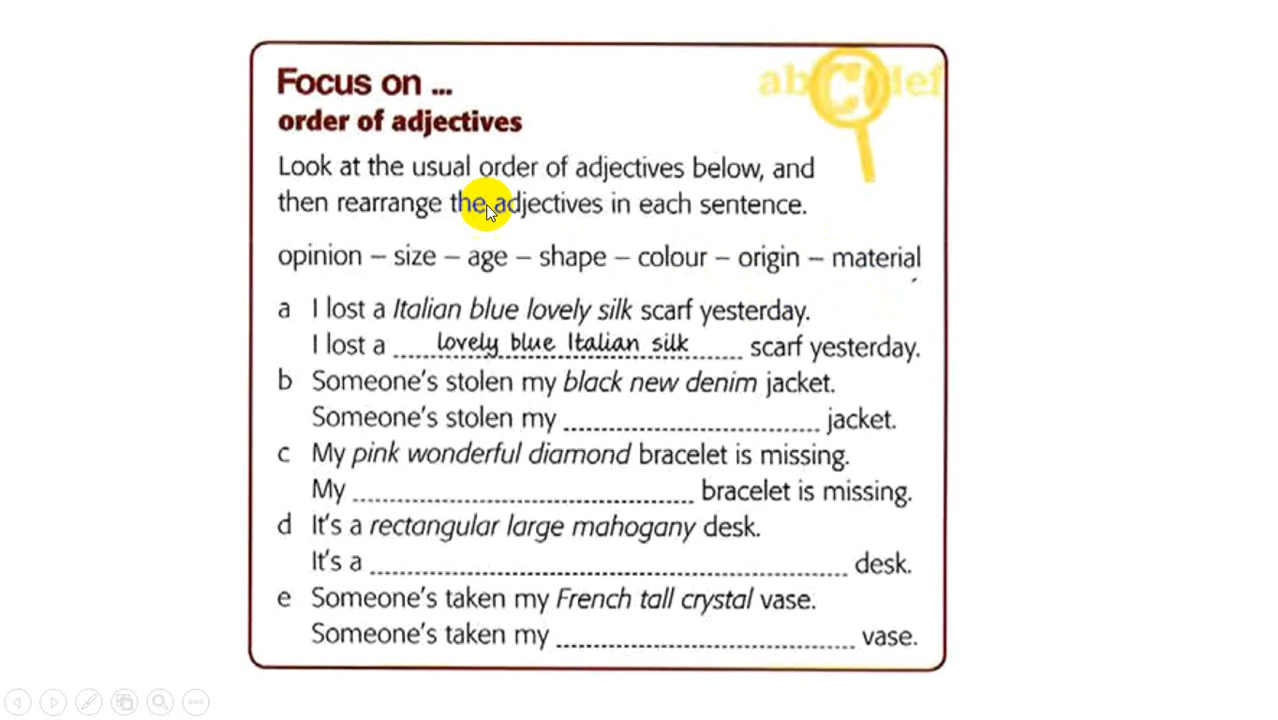 abCdef
Focus on ...
order of adjectives
Look at the usual order of adjectives below, and
then rearrange the adjectives in each sentence.
opinion – size – age – shape – colour – origin – material
a I lost a Italian blue lovely silk scarf yesterday.
I lost a lovely blue Italian silk scarf yesterday.
b Someone's stolen my black new denim jacket.
Someone's stolen my ........ jacket.
c My pink wonderful diamond bracelet is missing.
My ........ bracelet is missing.
d It's a rectangular large mahogany desk.
It's a ........ desk.
e Someone's taken my French tall crystal vase.
Someone's taken my ........ vase.